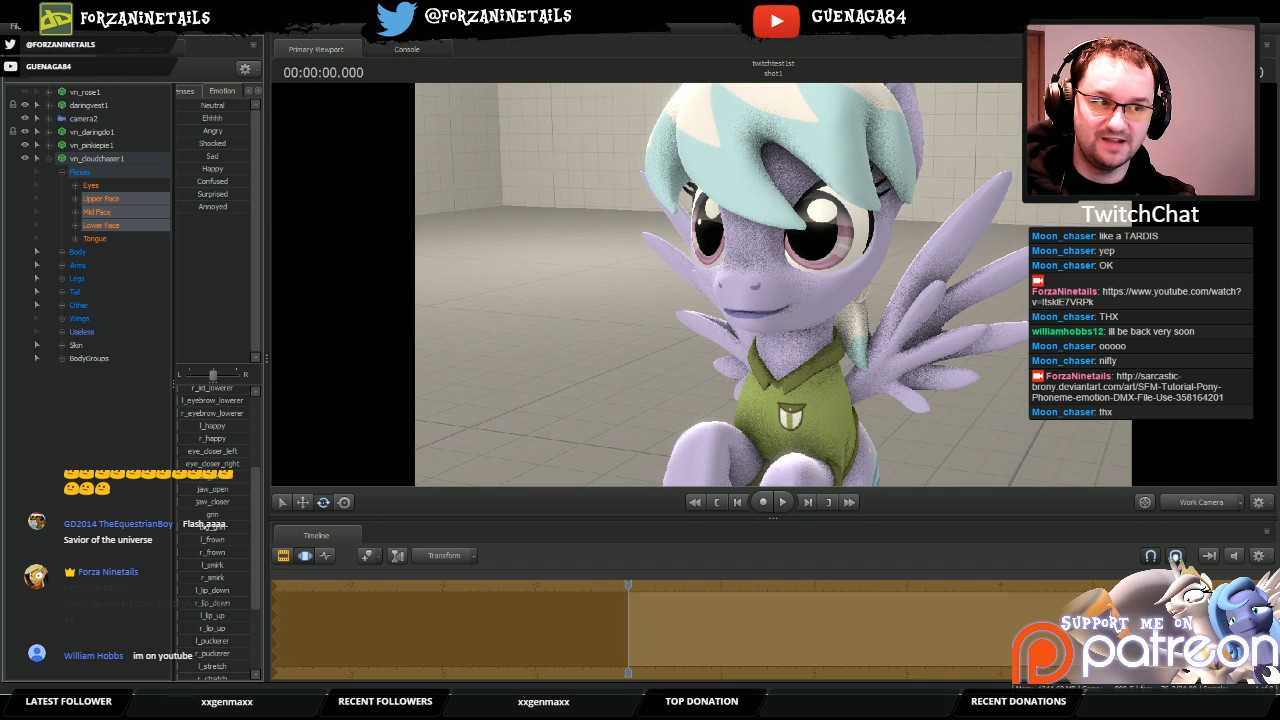 FORZANINETAILS
@FORZANINETAILS
GUENAGA84
@FORZANINETAILS
GUENAGA84
Primary Viewport
Console
00:00:00.000
twitchtest1st
shot1
vn_rose1
daringvest1
camera2
vn_daringdo1
vn_pinkiepie1
vn_cloudchaser1
Flexes
Eyes
Upper Face
Mid Face
Lower Face
Tongue
Body
Arms
Legs
Tail
Other
Wings
Useless
Skin
BodyGroups
enses
Emotion
Neutral
Ehhhh
Angry
Shocked
Sad
Happy
Confused
Surprised
Annoyed
L
R
r_lid_lowerer
l_eyebrow_lowerer
r_eyebrow_lowerer
l_happy
r_happy
eye_closer_left
eye_closer_right
jaw_open
jaw_closer
grin
l_frown
r_frown
l_smirk
r_smirk
l_lip_down
r_lip_down
l_lip_up
r_lip_up
l_puckerer
r_puckerer
l_stretch
r_stretch
GD2014 TheEquestrianBoy Flash aaaa.
Savior of the universe
Forza Ninetails
William Hobbs im on youtube
Work Camera
Timeline
Transform
TwitchChat
Moon_chaser: like a TARDIS
Moon_chaser: yep
Moon_chaser: OK
ForzaNinetails: https://www.youtube.com/watch?
v=ItsklE7VRPk
Moon_chaser: THX
williamhobbs12: ill be back very soon
Moon_chaser: ooooo
Moon_chaser: nifty
ForzaNinetails: http://sarcastic-
brony.deviantart.com/art/SFM-Tutorial-Pony-
Phoneme-emotion-DMX-File-Use-358164201
Moon_chaser: thx
SUPPORT ME ON
patreon
LATEST FOLLOWER
xxgenmaxx
RECENT FOLLOWERS
xxgenmaxx
TOP DONATION
RECENT DONATIONS